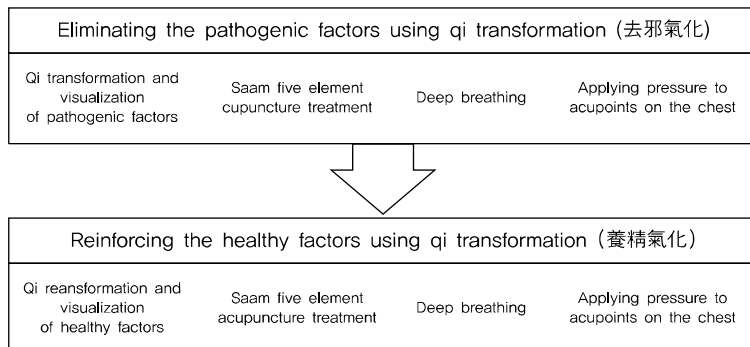 Eliminating the pathogenic factors using qi transformation (去邪氣化)
Qi transformation and
visualization
of pathogenic factors
Saam five element
cupuncture treatment
Deep breathing
Applying pressure to
acupoints on the chest
Reinforcing the healthy factors using qi transformation (養精氣化)
Qi reansformation and
visualization
of healthy factors
Saam five element
acupuncture treatment
Deep breathing
Applying pressure to
acupoints on the chest